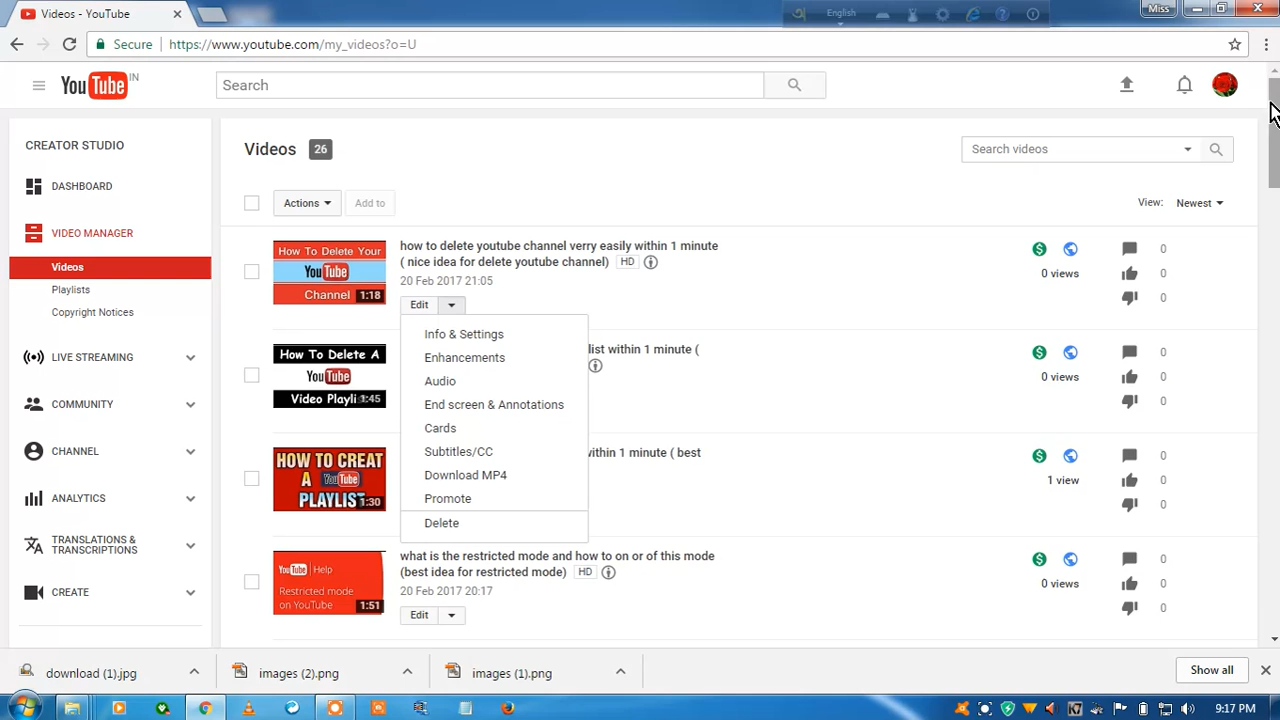 Videos - YouTube
English
Miss
Secure
https://www.youtube.com/my_videos?o=U
YouTube IN
Search
CREATOR STUDIO
DASHBOARD
VIDEO MANAGER
Videos
Playlists
Copyright Notices
LIVE STREAMING
COMMUNITY
CHANNEL
ANALYTICS
TRANSLATIONS &
TRANSCRIPTIONS
CREATE
Videos 26
Search videos
Actions
Add to
View: Newest
How To Delete Your
YouTube
Channel 1:18
how to delete youtube channel verry easily within 1 minute
( nice idea for delete youtube channel) HD
20 Feb 2017 21:05
Edit
0
0 views
0
0
Info & Settings
Enhancements
Audio
End screen & Annotations
Cards
Subtitles/CC
Download MP4
Promote
Delete
How To Delete A
YouTube
Video Playli 1:45
list within 1 minute (
0
0 views
0
0
HOW TO CREAT
A YouTube
PLAYLIST 1:30
within 1 minute ( best
0
1 view
0
0
YouTube Help
Restricted mode
on YouTube 1:51
what is the restricted mode and how to on or of this mode
(best idea for restricted mode) HD
20 Feb 2017 20:17
Edit
0
0 views
0
0
download (1).jpg
images (2).png
images (1).png
Show all
9:17 PM